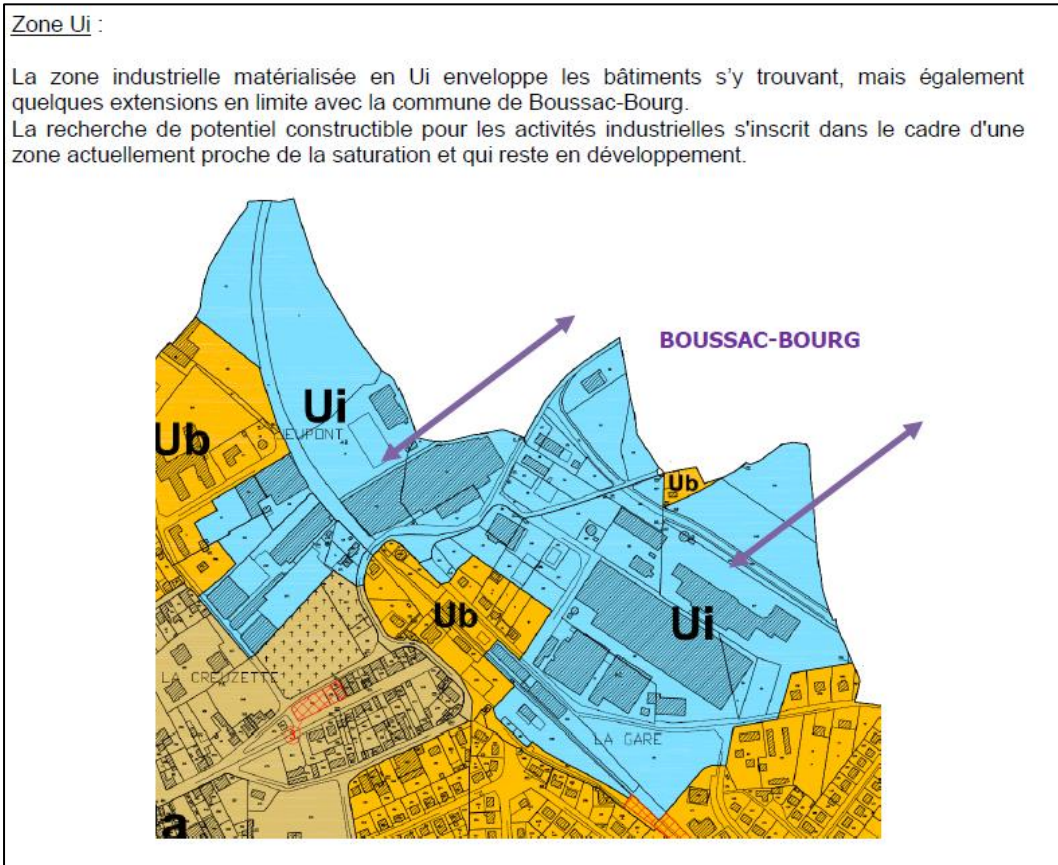 Zone Ui :
La zone industrielle matérialisée en Ui enveloppe les bâtiments s'y trouvant, mais également
quelques extensions en limite avec la commune de Boussac-Bourg.
La recherche de potentiel constructible pour les activités industrielles s'inscrit dans le cadre d'une
zone actuellement proche de la saturation et qui reste en développement.
BOUSSAC-BOURG
Ui
LEUPONT
Ub
Ub
Ub
Ui
LA CREUZETTE
LA GARE
a